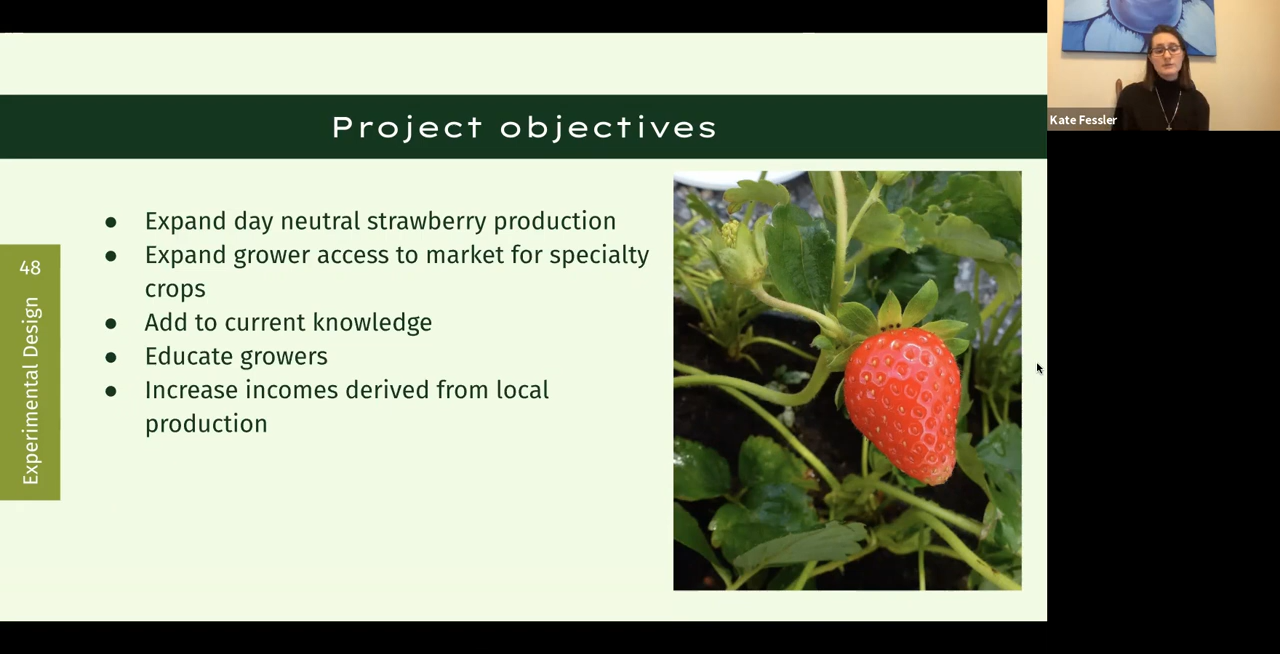 Project objectives
● Expand day neutral strawberry production
● Expand grower access to market for specialty
crops
● Add to current knowledge
● Educate growers
● Increase incomes derived from local
production
48
Experimental Design
Kate Fessler